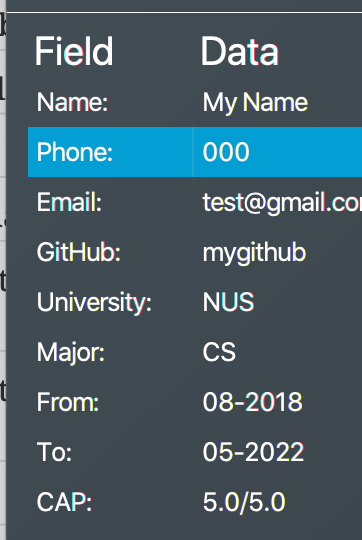 Field Data
Name: My Name
Phone: 000
Email: test@gmail.co
GitHub: mygithub
University: NUS
Major: CS
From: 08-2018
To: 05-2022
CAP: 5.0/5.0